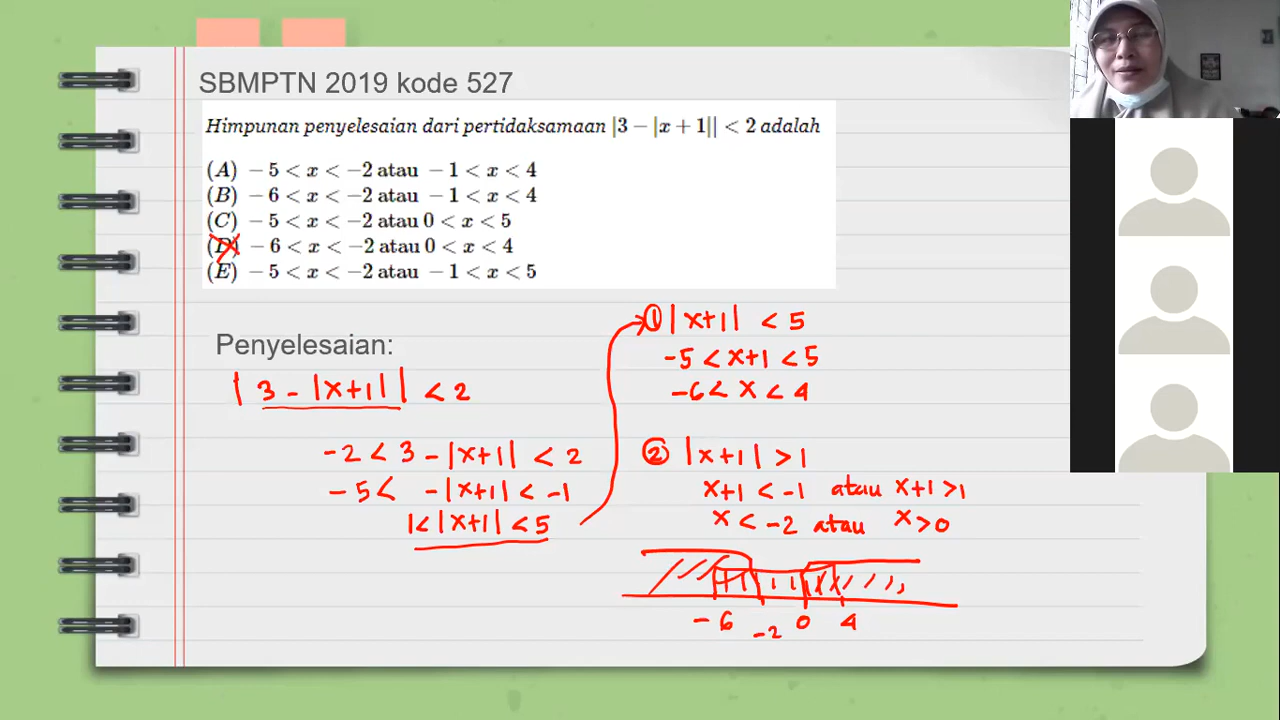 SBMPTN 2019 kode 527
Himpunan penyelesaian dari pertidaksamaan |3 − |x + 1|| < 2 adalah
(A) − 5 < x < −2 atau − 1 < x < 4
(B) − 6 < x < −2 atau − 1 < x < 4
(C) − 5 < x < −2 atau 0 < x < 5
(D) − 6 < x < −2 atau 0 < x < 4
(E) − 5 < x < −2 atau − 1 < x < 5
Penyelesaian:
| 3 - |x+1| | < 2
-2 < 3 - |x+1| < 2
-5 < - |x+1| < -1
1 < |x+1| < 5
① |x+1| < 5
-5 < x+1 < 5
-6 < x < 4
② |x+1| > 1
x+1 < -1 atau x+1 > 1
x < -2 atau x > 0
-6 -2 0 4